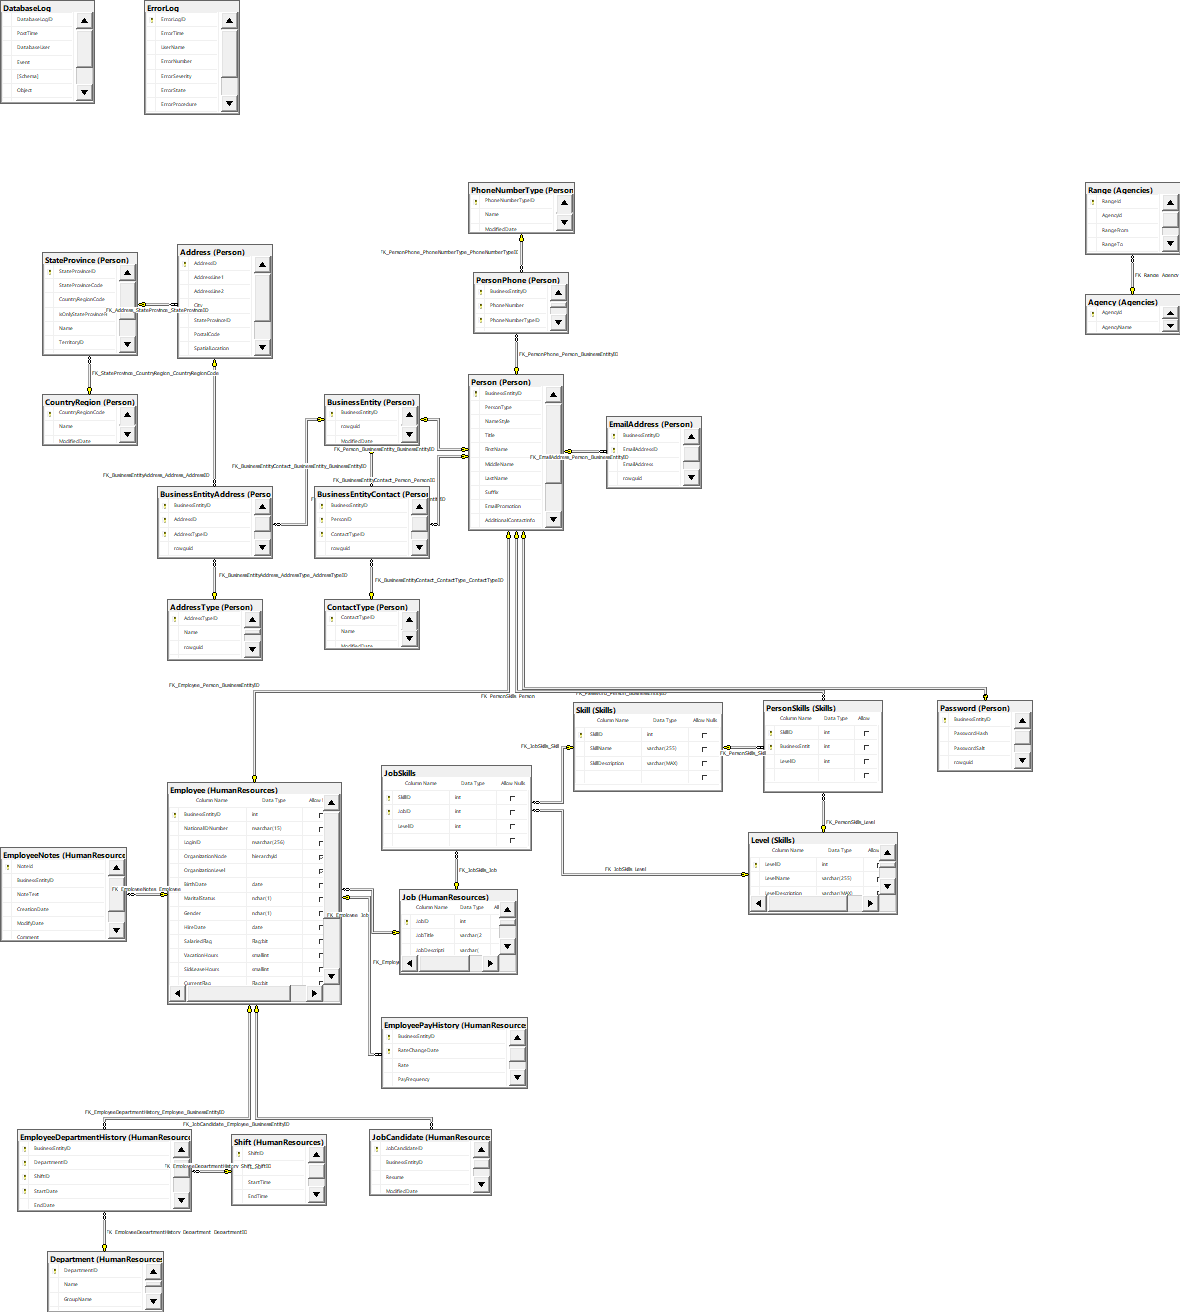 DatabaseLog
DatabaseLogID
PostTime
DatabaseUser
Event
[Schema]
Object
ErrorLog
ErrorLogID
ErrorTime
UserName
ErrorNumber
ErrorSeverity
ErrorState
ErrorProcedure
PhoneNumberType (Person
PhoneNumberTypeID
Name
ModifiedDate
Range (Agencies)
RangeId
AgencyId
RangeFrom
RangeTo
FK_PersonPhone_PhoneNumberType_PhoneNumberTypeID
FK_Range_Agency
StateProvince (Person)
StateProvinceID
StateProvinceCode
CountryRegionCode
IsOnlyStateProvinceF
Name
TerritoryID
Address (Person)
AddressID
AddressLine1
AddressLine2
City
StateProvinceID
PostalCode
SpatialLocation
FK_Address_StateProvince_StateProvinceID
PersonPhone (Person)
BusinessEntityID
PhoneNumber
PhoneNumberTypeID
Agency (Agencies)
AgencyId
AgencyName
FK_PersonPhone_Person_BusinessEntityID
FK_StateProvince_CountryRegion_CountryRegionCode
CountryRegion (Person)
CountryRegionCode
Name
ModifiedDate
BusinessEntity (Person)
BusinessEntityID
rowguid
ModifiedDate
Person (Person)
BusinessEntityID
PersonType
NameStyle
Title
FirstName
MiddleName
LastName
Suffix
EmailPromotion
AdditionalContactInfo
EmailAddress (Person)
BusinessEntityID
EmailAddressID
EmailAddress
rowguid
FK_Person_BusinessEntity_BusinessEntityID
FK_EmailAddress_Person_BusinessEntityID
FK_BusinessEntityContact_Business_BusinessEntityID
FK_BusinessEntityAddress_Address_AddressID
FK_BusinessEntityContact_Person_PersonID
BusinessEntityAddress (Perso
BusinessEntityID
AddressID
AddressTypeID
rowguid
BusinessEntityContact (Person
BusinessEntityID
PersonID
ContactTypeID
rowguid
FK_BusinessEntityAddress_AddressType_AddressTypeID
FK_BusinessEntityContact_ContactType_ContactTypeID
AddressType (Person)
AddressTypeID
Name
rowguid
ContactType (Person)
ContactTypeID
Name
ModifiedDate
FK_Employee_Person_BusinessEntityID
FK_PersonSkills_Person
FK_Password_Person_BusinessEntityID
Skill (Skills)
Column Name Data Type Allow Nulls
SkillID int
SkillName varchar(255)
SkillDescription varchar(MAX)
PersonSkills (Skills)
Column Name Data Type Allow
SkillID int
BusinessEntit int
LevelID int
Password (Person)
BusinessEntityID
PasswordHash
PasswordSalt
rowguid
FK_JobSkills_Skill
FK_PersonSkills_Skil
JobSkills
Column Name Data Type Allow Nulls
SkillID int
JobID int
LevelID int
FK_PersonSkills_Level
FK_JobSkills_Level
FK_JobSkills_Job
Level (Skills)
Column Name Data Type Allow
LevelID int
LevelName varchar(255)
LevelDescription varchar(MAX)
Employee (HumanResources)
Column Name Data Type Allow
BusinessEntityID int
NationalIDNumber nvarchar(15)
LoginID nvarchar(256)
OrganizationNode hierarchyid
OrganizationLevel
BirthDate date
MaritalStatus nchar(1)
Gender nchar(1)
HireDate date
SalariedFlag Flag:bit
VacationHours smallint
SickLeaveHours smallint
CurrentFlag Flag:bit
EmployeeNotes (HumanResource
NoteId
BusinessEntityID
NoteText
CreationDate
ModifyDate
Comment
FK_EmployeeNotes_Employee
FK_Employee_Job
Job (HumanResources)
Column Name Data Type Al
JobID int
JobTitle varchar(2
JobDescripti varchar(
FK_Employ
EmployeePayHistory (HumanResource
BusinessEntityID
RateChangeDate
Rate
PayFrequency
FK_EmployeeDepartmentHistory_Employee_BusinessEntityID
FK_JobCandidate_Employee_BusinessEntityID
EmployeeDepartmentHistory (HumanResourc
BusinessEntityID
DepartmentID
ShiftID
StartDate
EndDate
FK_EmployeeDepartmentHistory_Shift_ShiftID
Shift (HumanResources)
ShiftID
StartTime
EndTime
JobCandidate (HumanResource
JobCandidateID
BusinessEntityID
Resume
ModifiedDate
FK_EmployeeDepartmentHistory_Department_DepartmentID
Department (HumanResources
DepartmentID
Name
GroupName